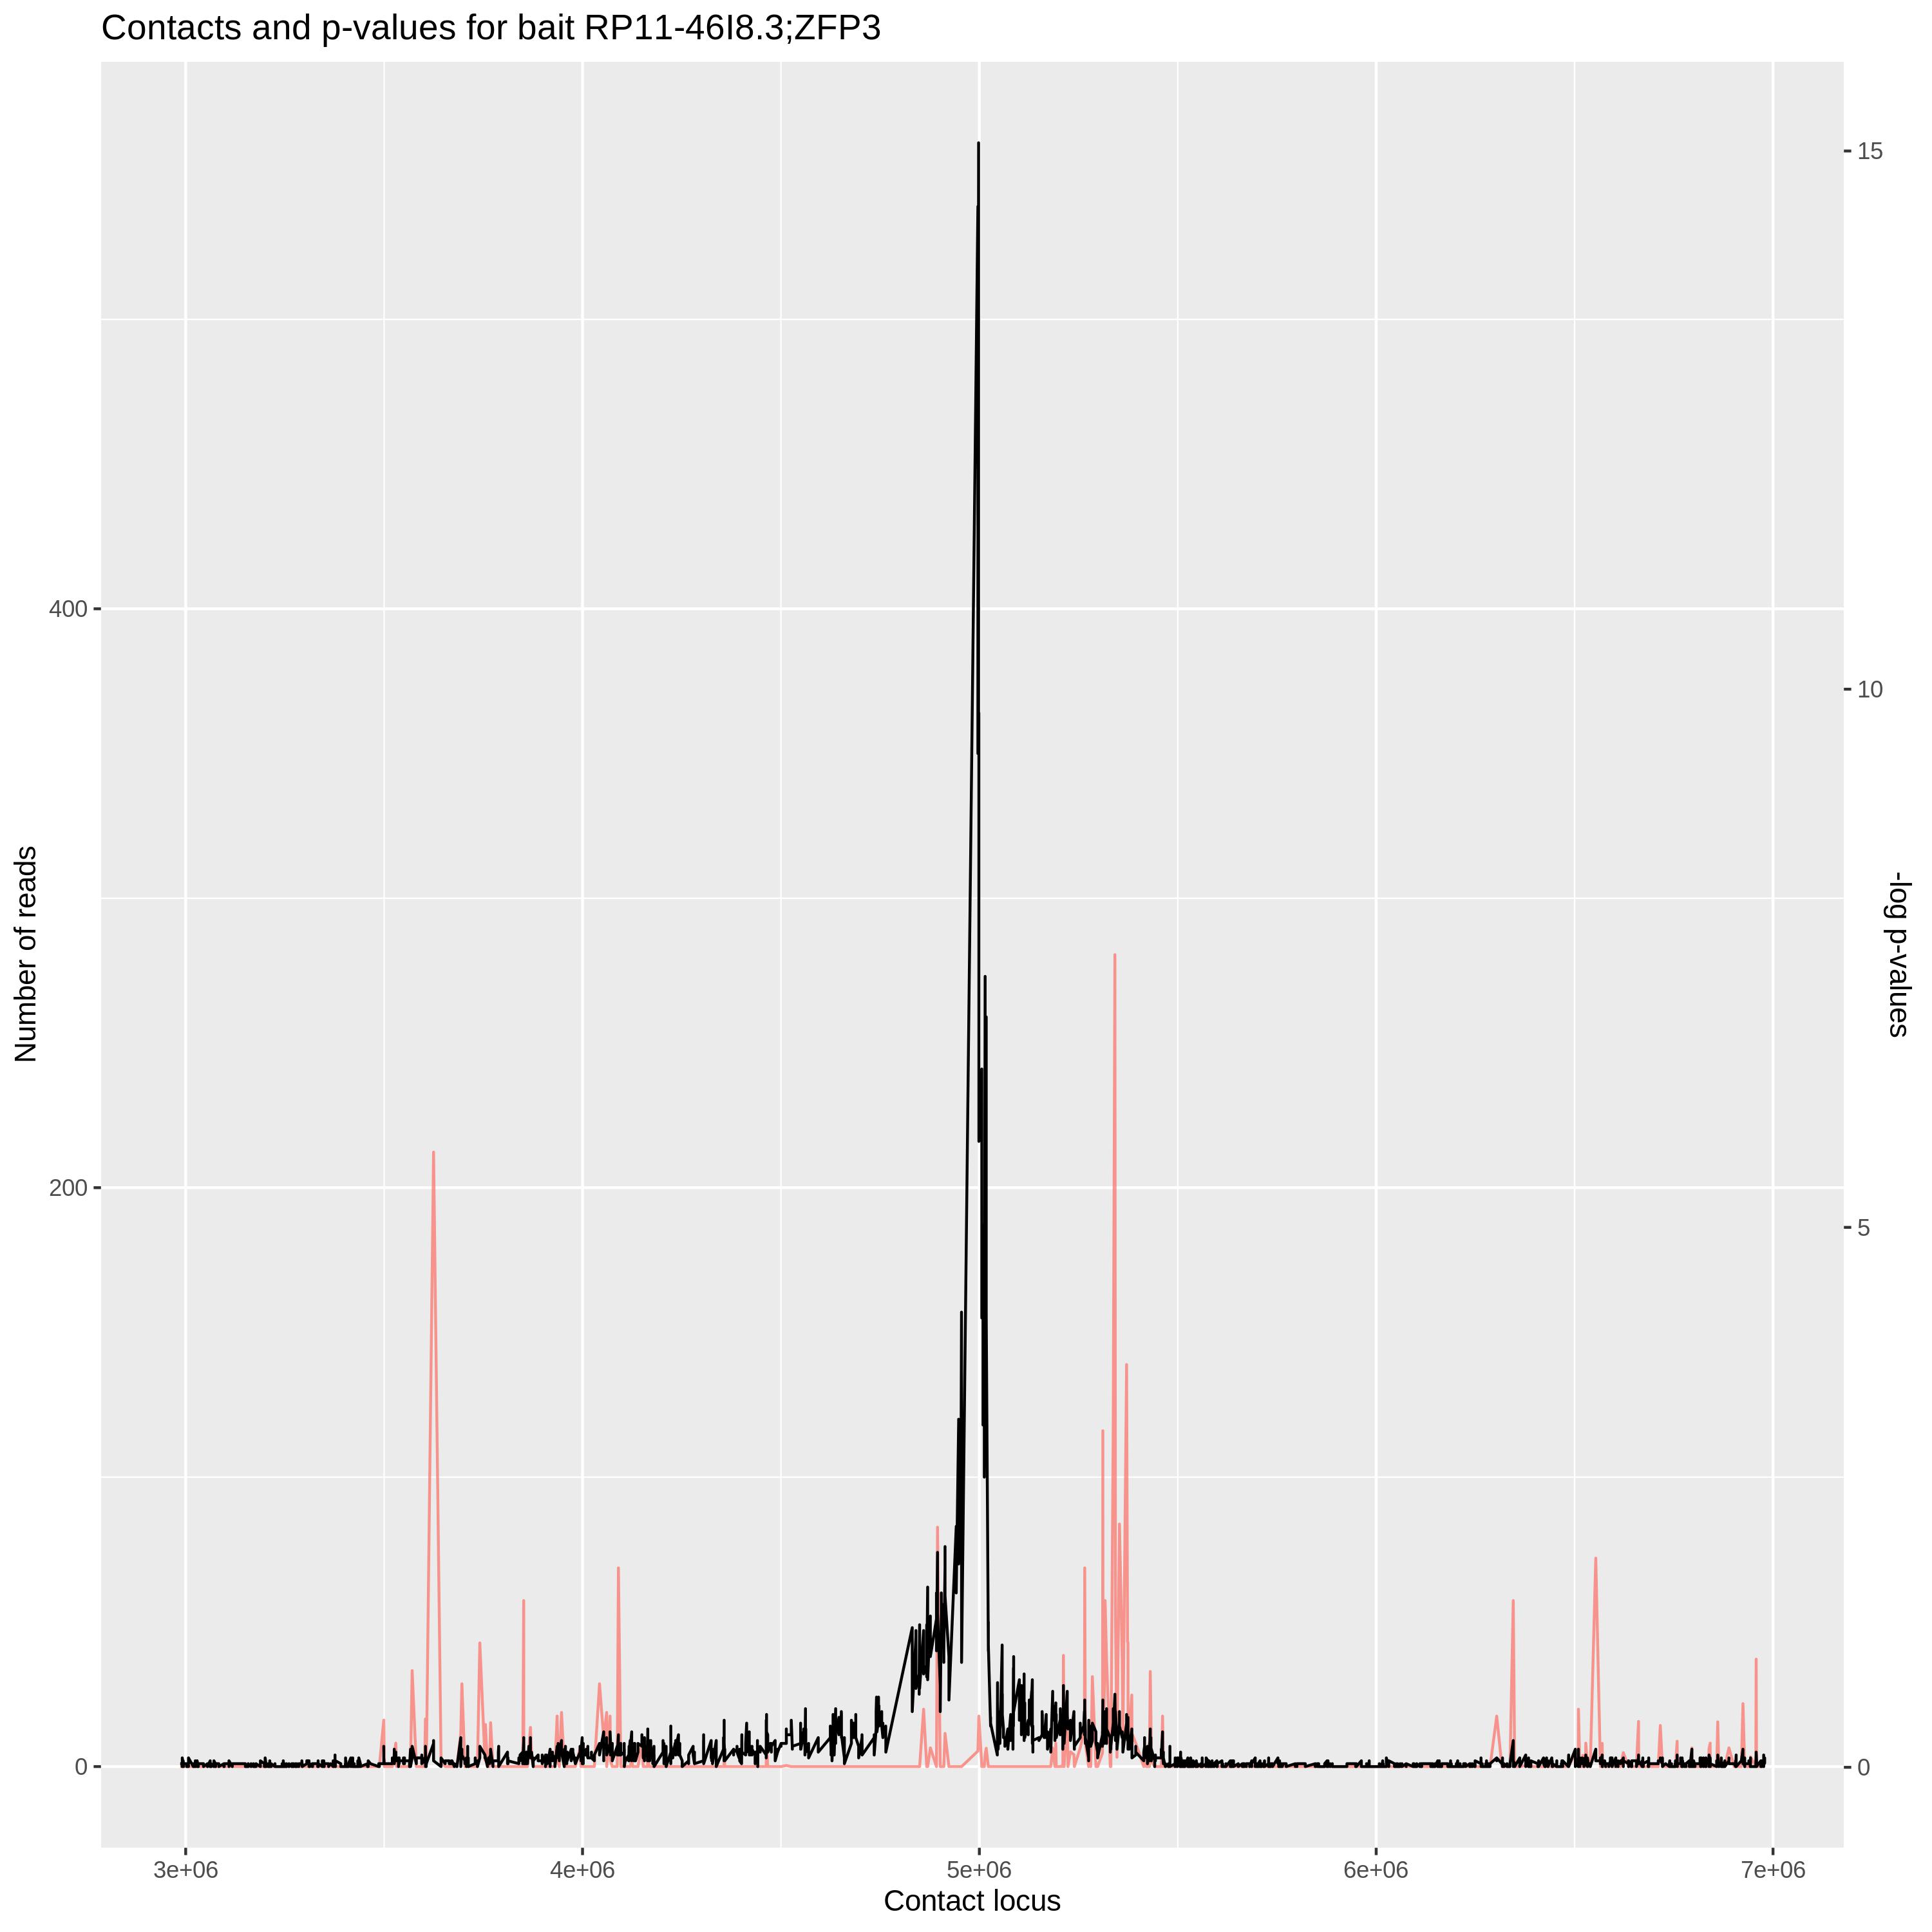 Contacts and p-values for bait RP11-46I8.3;ZFP3
Number of reads
400
200
0
15
10
5
0
-log p-values
3e+06
4e+06
5e+06
6e+06
7e+06
Contact locus